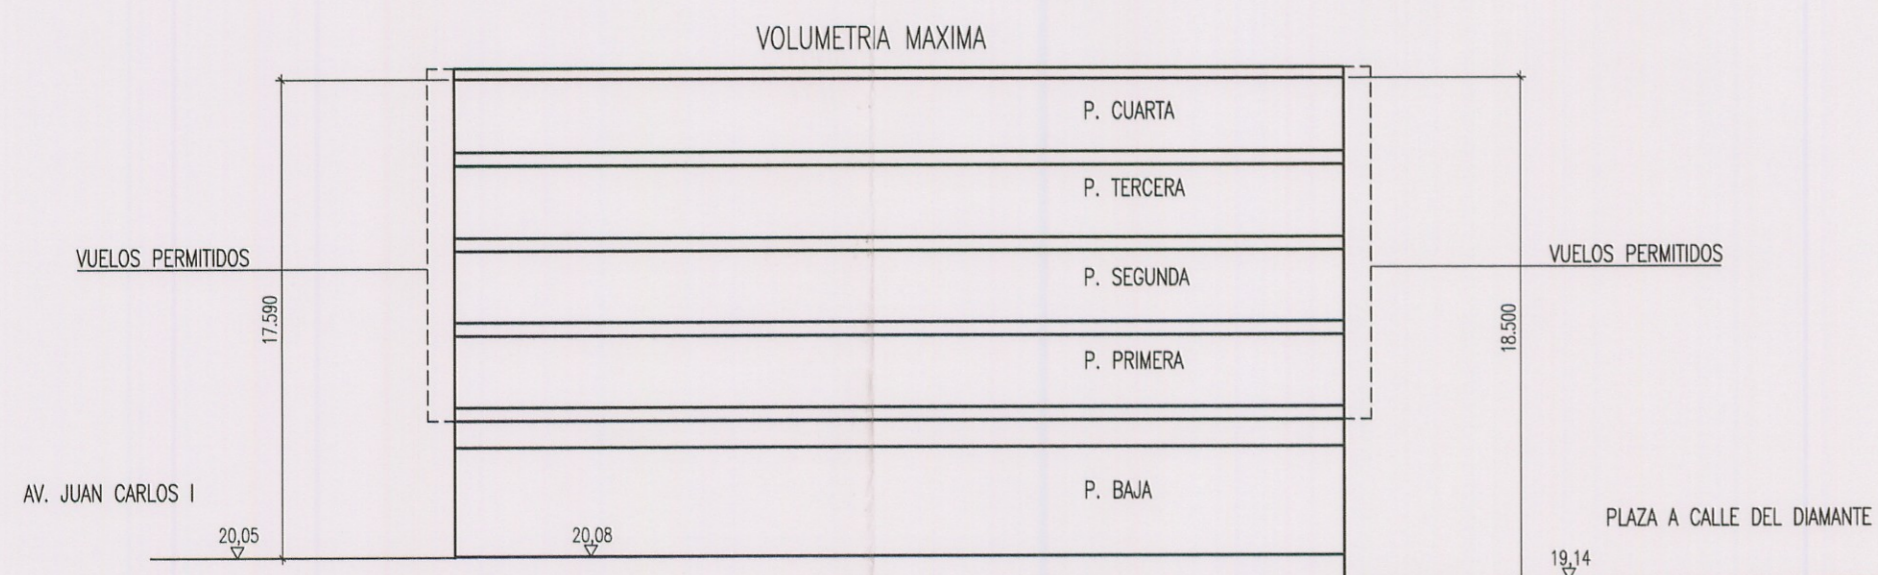 VOLUMETRIA MAXIMA
P. CUARTA
P. TERCERA
VUELOS PERMITIDOS
VUELOS PERMITIDOS
P. SEGUNDA
17.590
18.500
P. PRIMERA
AV. JUAN CARLOS I
P. BAJA
PLAZA A CALLE DEL DIAMANTE
20,05
20,08
19,14